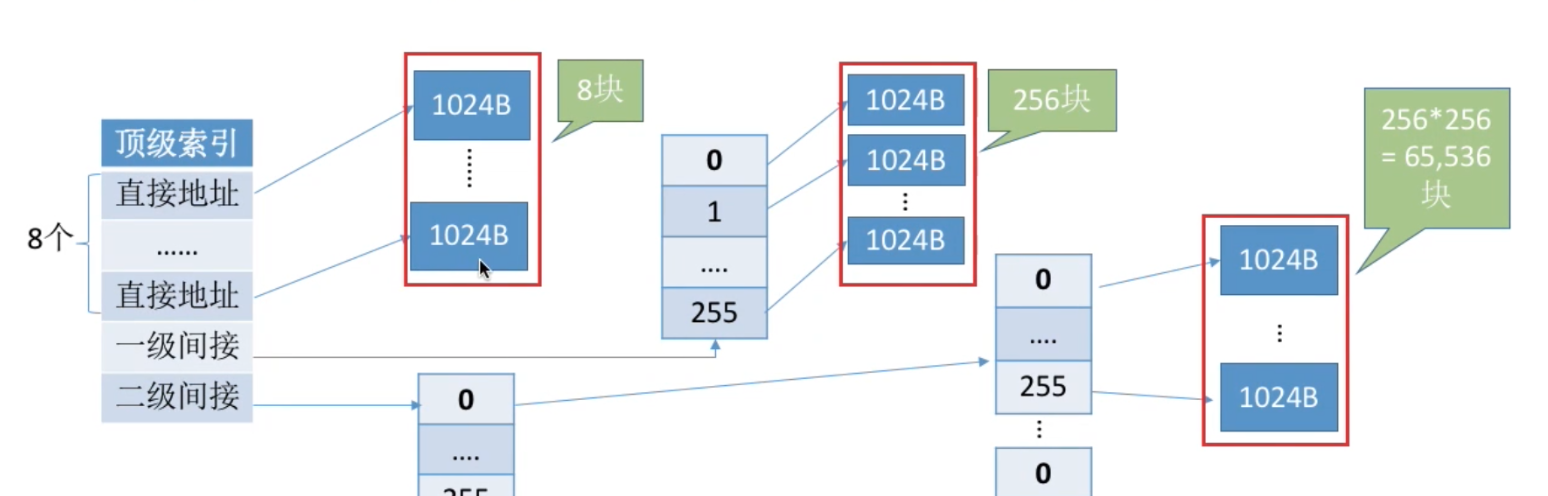 顶级索引
直接地址
......
直接地址
一级间接
二级间接
8个
1024B
1024B
8块
0
1
....
255
1024B
1024B
1024B
256块
0
....
255
0
....
255
0
1024B
1024B
256*256
= 65,536
块